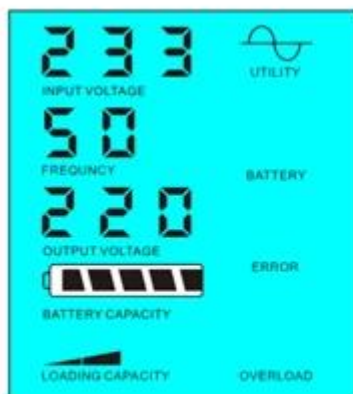 233
UTILITY
INPUT VOLTAGE
50
FREQUNCY
BATTERY
220
OUTPUT VOLTAGE
ERROR
BATTERY CAPACITY
LOADING CAPACITY
OVERLOAD